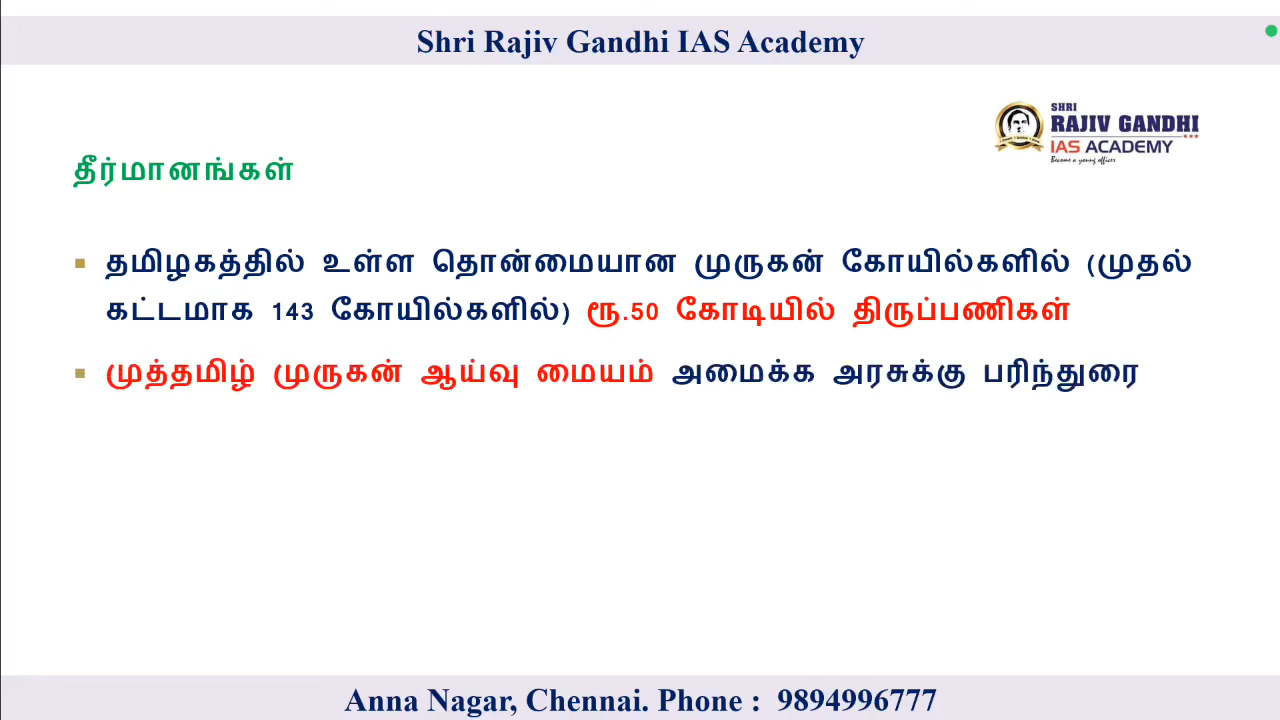 Shri Rajiv Gandhi IAS Academy
SHRI
RAJIV GANDHI
IAS ACADEMY
Become a young officer
தீர்மானங்கள்
தமிழகத்தில் உள்ள தொன்மையான முருகன் கோயில்களில் (முதல்
கட்டமாக 143 கோயில்களில்) ரூ.50 கோடியில் திருப்பணிகள்
முத்தமிழ் முருகன் ஆய்வு மையம் அமைக்க அரசுக்கு பரிந்துரை
Anna Nagar, Chennai. Phone : 9894996777